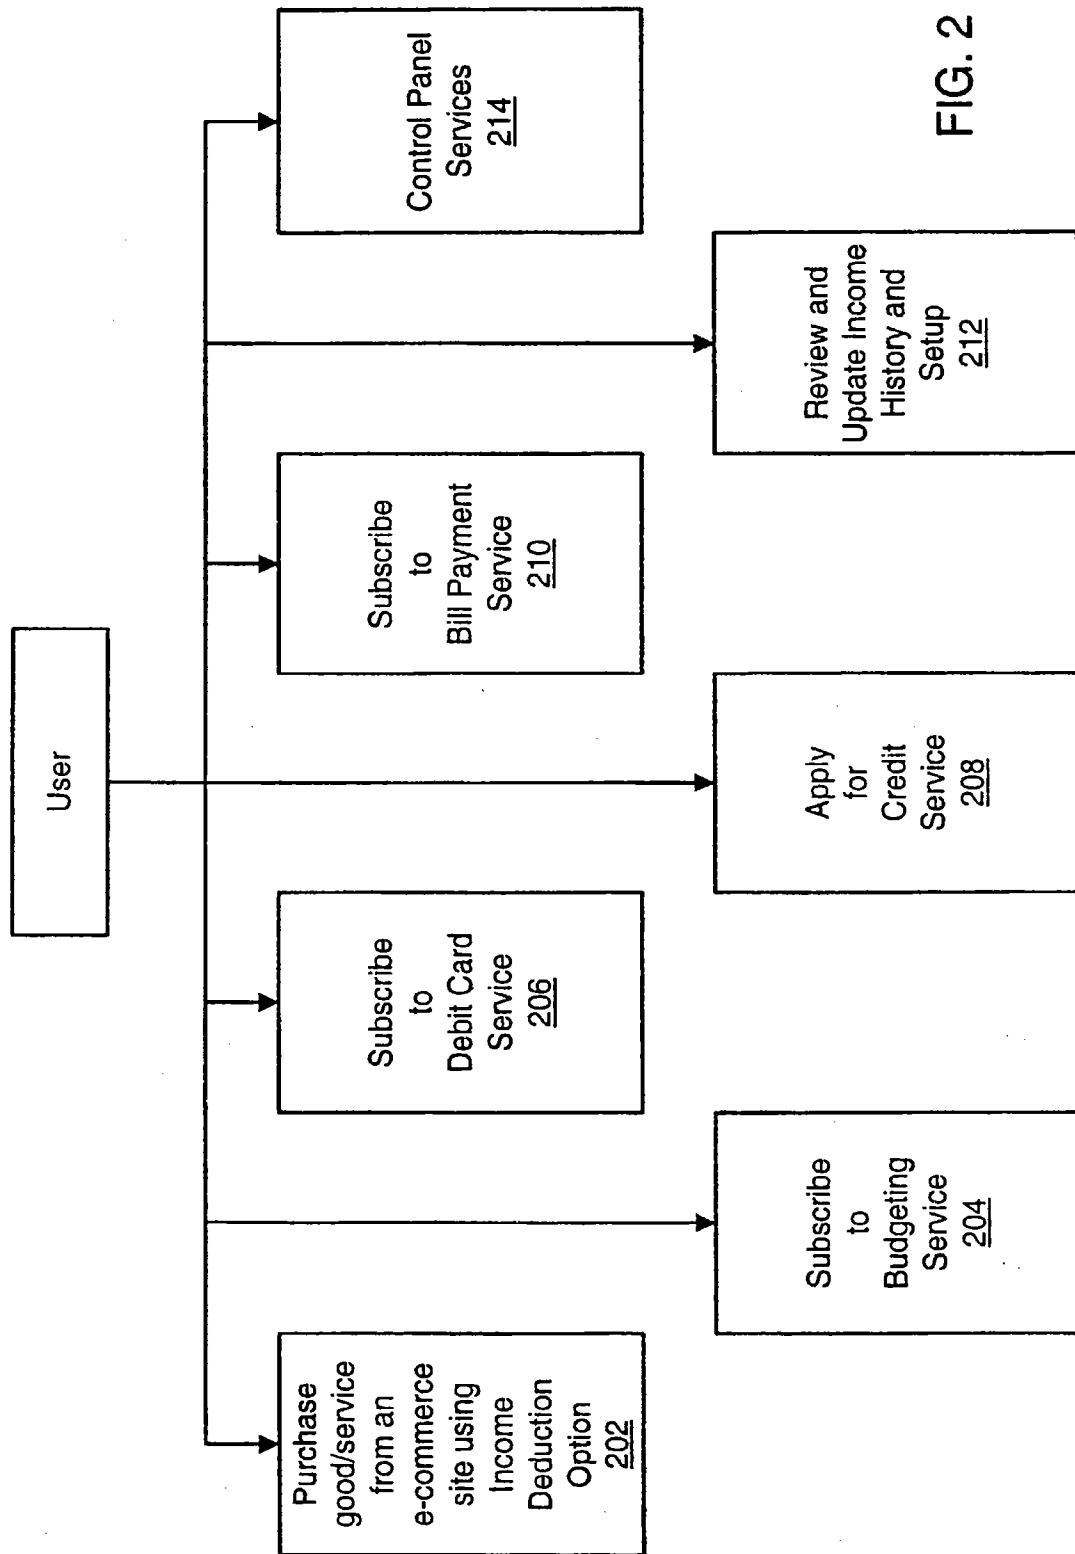 User
Purchase
good/service
from an
e-commerce
site using
Income
Deduction
Option
202
Subscribe
to
Budgeting
Service
204
Subscribe
to
Debit Card
Service
206
Apply
for
Credit
Service
208
Subscribe
to
Bill Payment
Service
210
Review and
Update Income
History and
Setup
212
Control Panel
Services
214
FIG. 2